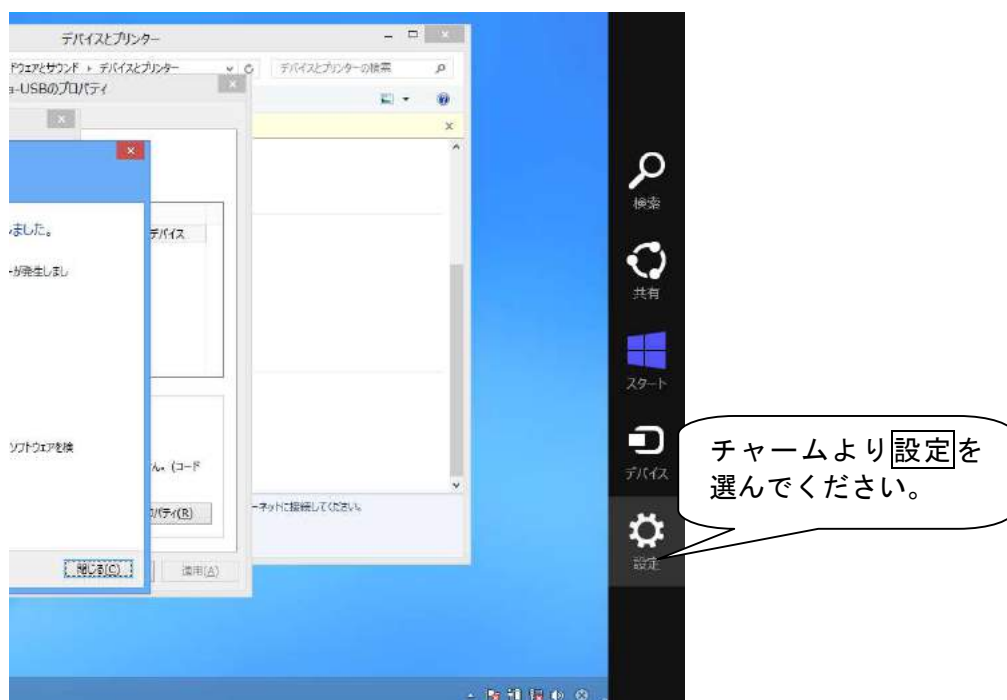 デバイスとプリンター
ドウェアとサウンド ▸ デバイスとプリンター
デバイスとプリンターの検索
a-USBのプロパティ
しました。
デバイス
ーが発生しまし
ソフトウェアを検
ん。(コード
パティ(R)
ーネットに接続してください。
閉じる(C)
適用(A)
検索
共有
スタート
デバイス
設定
チャームより設定を
選んでください。